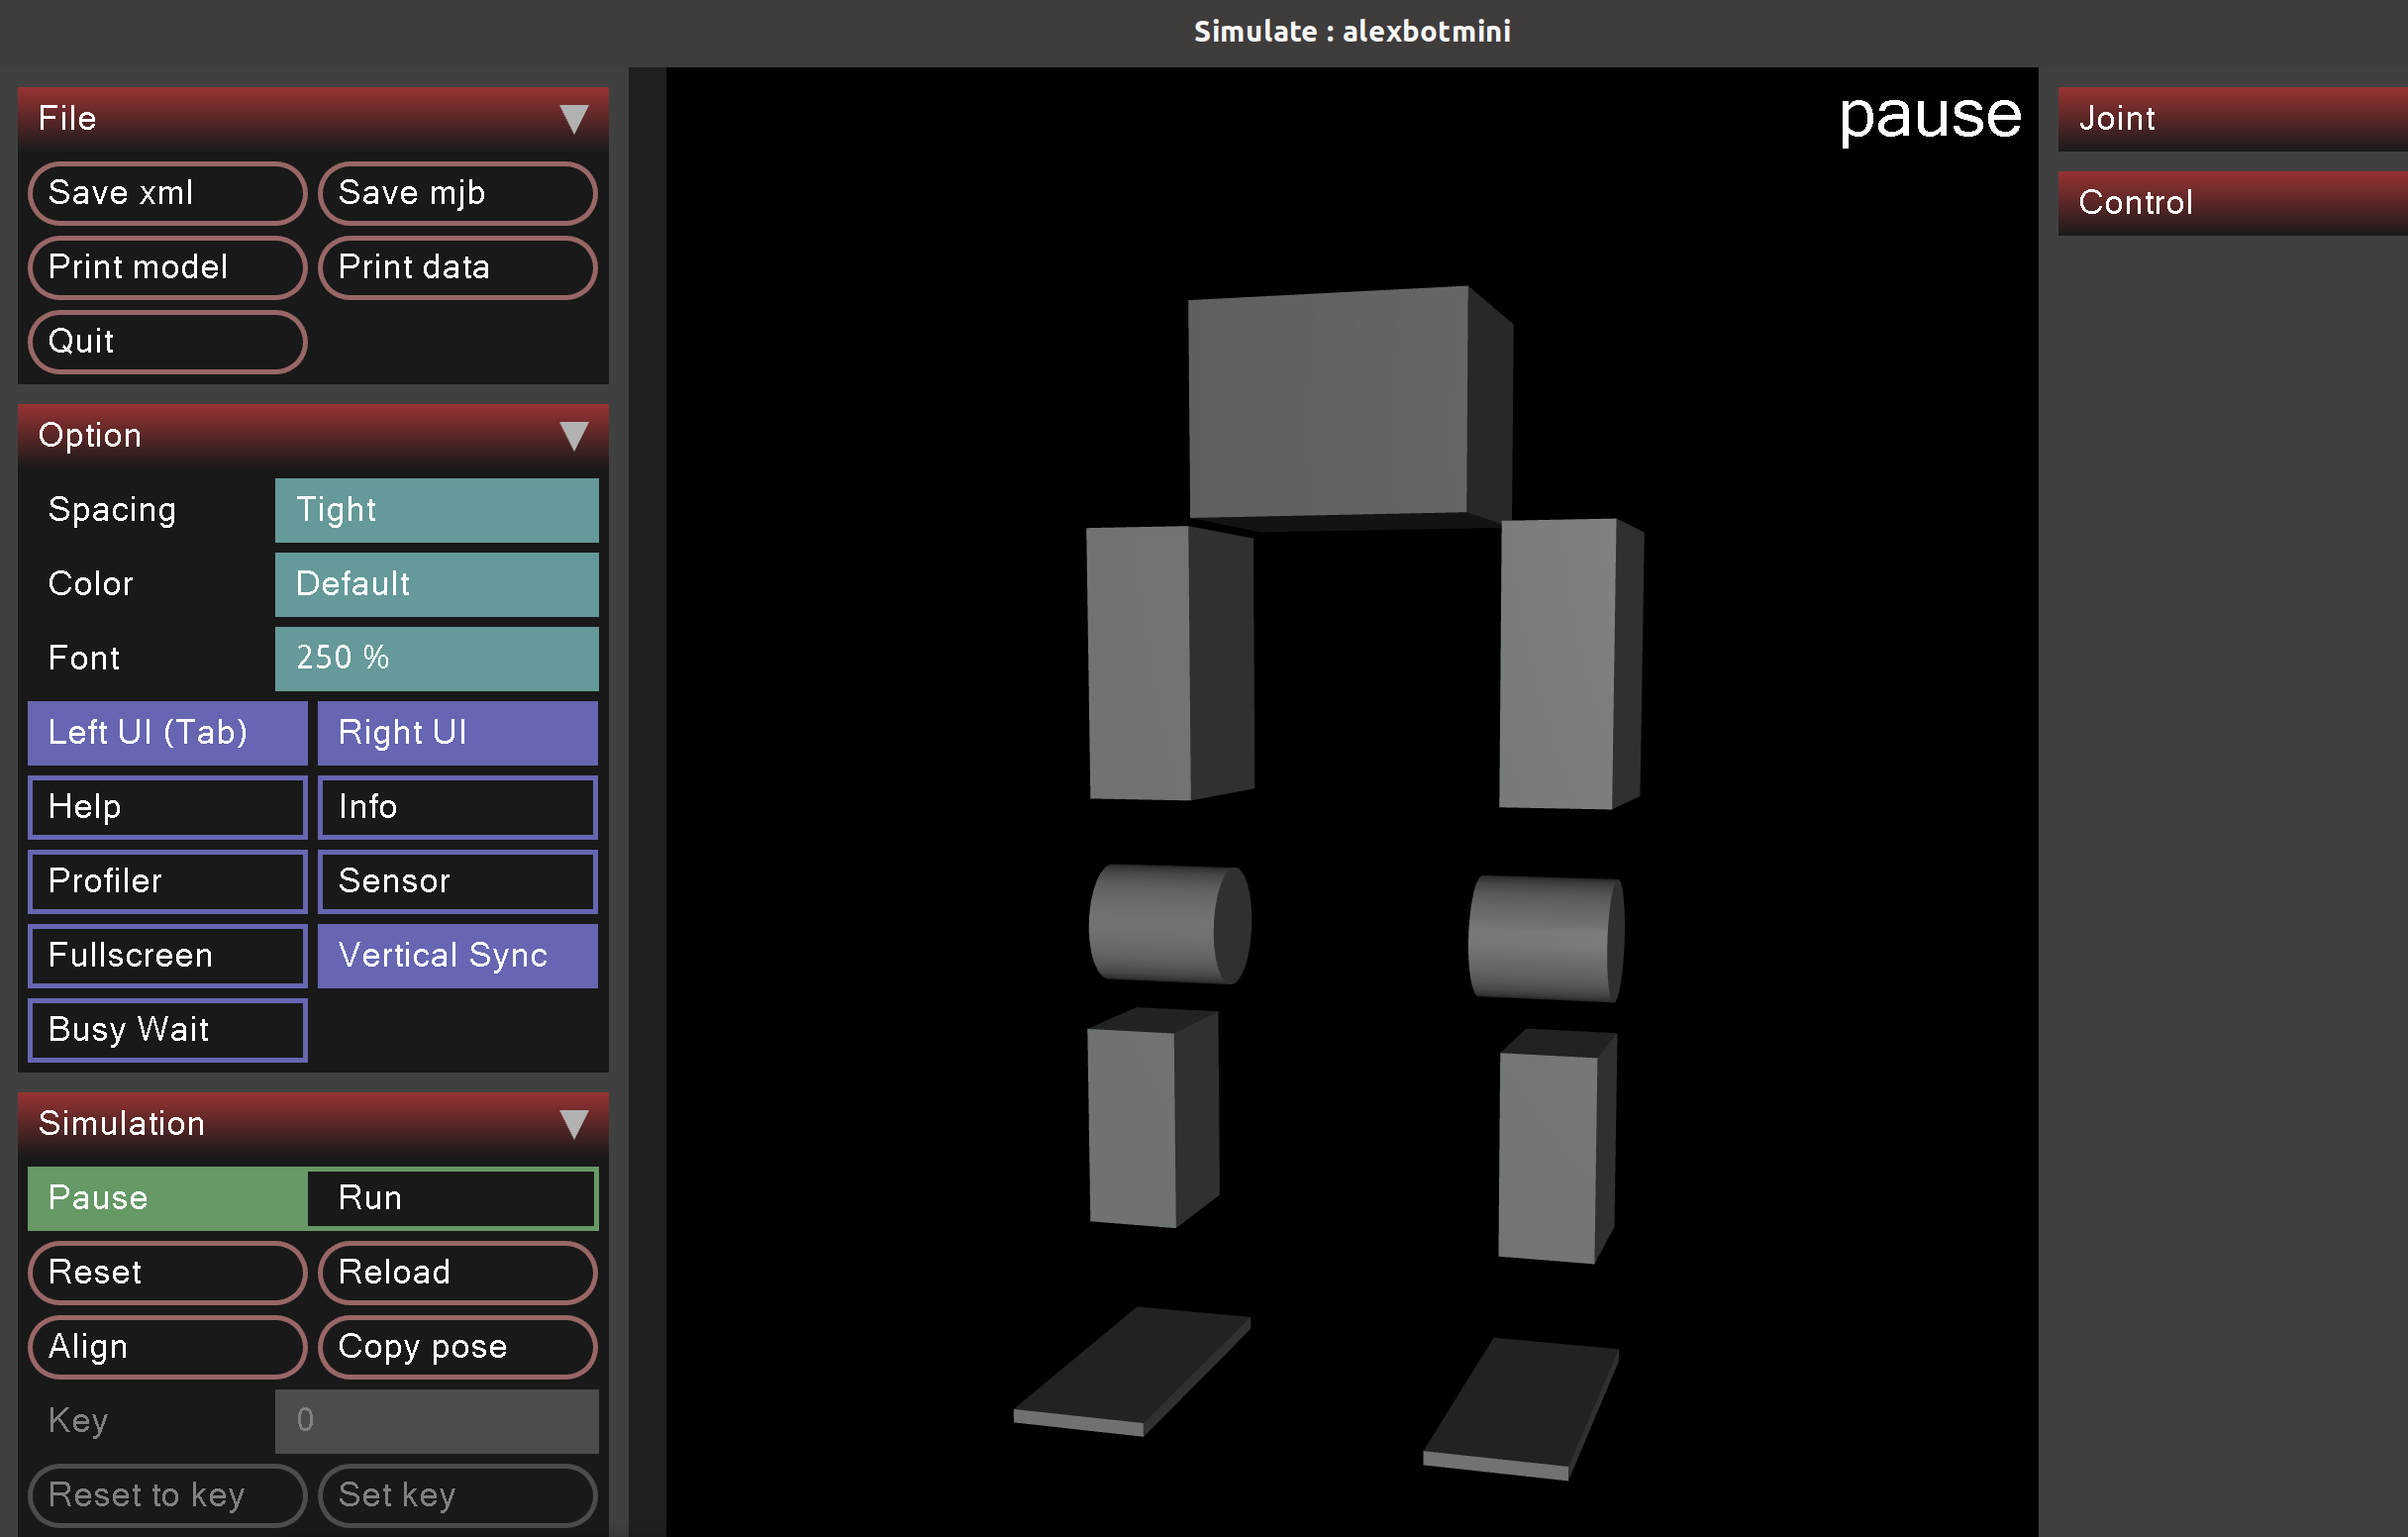 Simulate : alexbotmini
File
Save xml
Save mjb
Print model
Print data
Quit
Option
Spacing
Tight
Color
Default
Font
250 %
Left UI (Tab)
Right UI
Help
Info
Profiler
Sensor
Fullscreen
Vertical Sync
Busy Wait
Simulation
Pause
Run
Reset
Reload
Align
Copy pose
Key
0
Reset to key
Set key
pause
Joint
Control